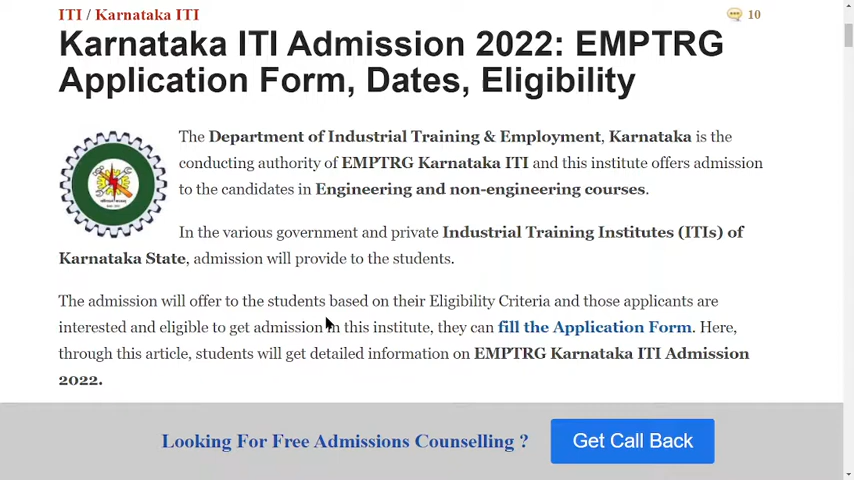 ITI / Karnataka ITI
10
Karnataka ITI Admission 2022: EMPTRG
Application Form, Dates, Eligibility
The Department of Industrial Training & Employment, Karnataka is the
conducting authority of EMPTRG Karnataka ITI and this institute offers admission
to the candidates in Engineering and non-engineering courses.
In the various government and private Industrial Training Institutes (ITIs) of
Karnataka State, admission will provide to the students.
The admission will offer to the students based on their Eligibility Criteria and those applicants are
interested and eligible to get admission in this institute, they can fill the Application Form. Here,
through this article, students will get detailed information on EMPTRG Karnataka ITI Admission
2022.
Looking For Free Admissions Counselling ?
Get Call Back